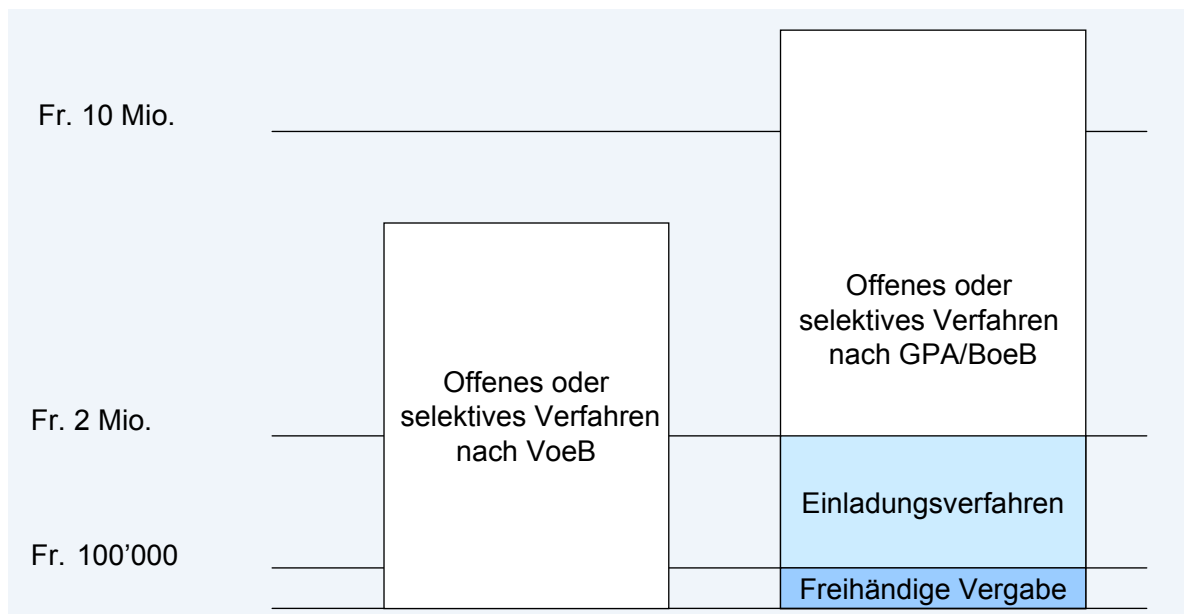 Fr. 10 Mio.
Offenes oder
selektives Verfahren
nach GPA/BoeB
Offenes oder
selektives Verfahren
nach VoeB
Fr. 2 Mio.
Einladungsverfahren
Fr. 100’000
Freihändige Vergabe